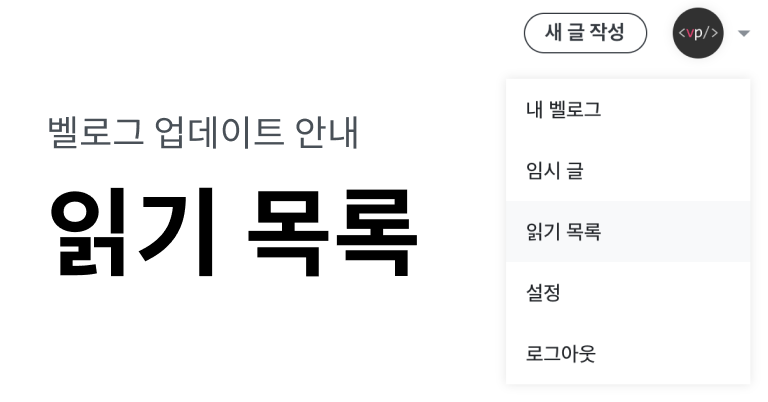 새 글 작성
<vp/>
벨로그 업데이트 안내
읽기 목록
내 벨로그
임시 글
읽기 목록
설정
로그아웃